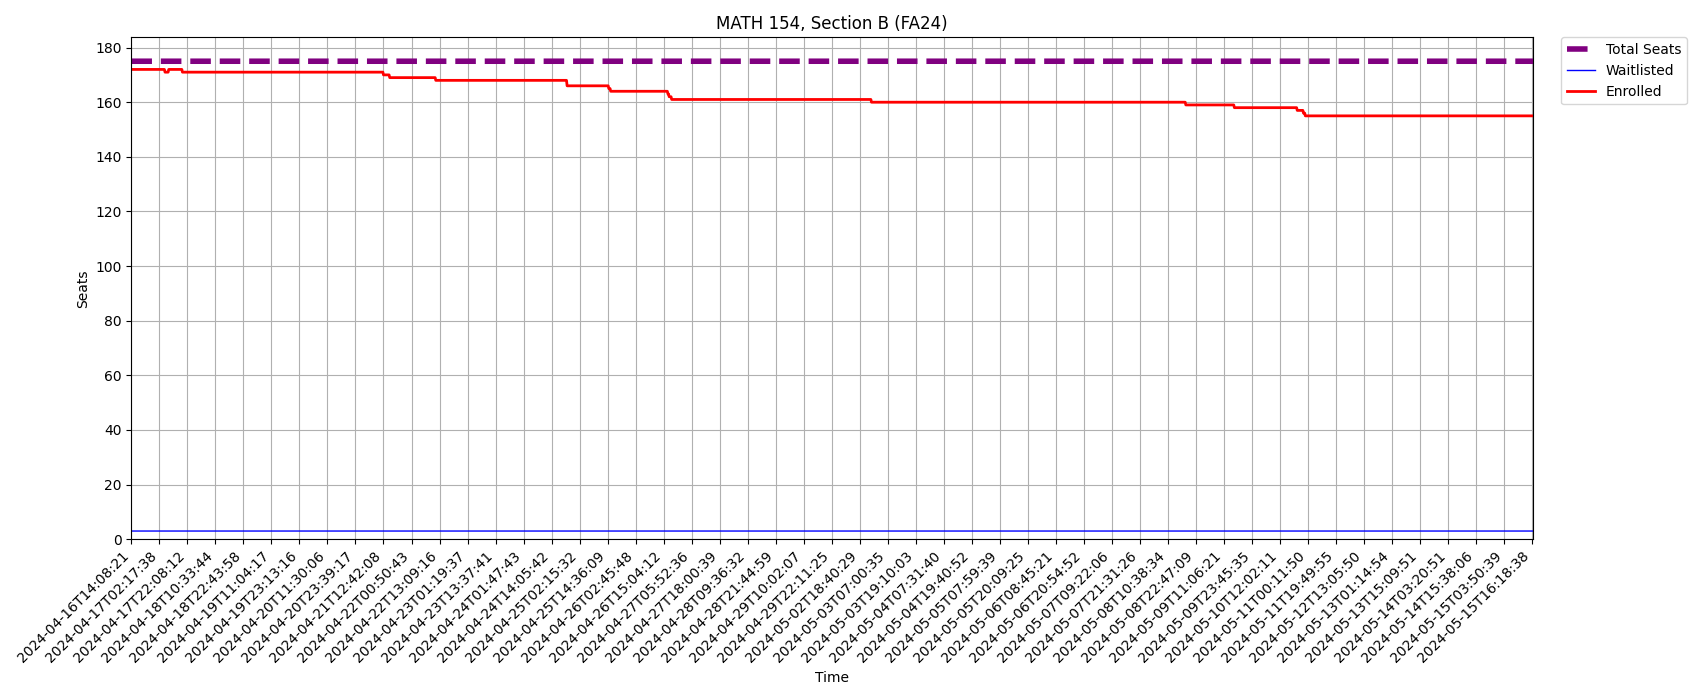 MATH 154, Section B (FA24)
Total Seats
Waitlisted
Enrolled
Seats
180
160
140
120
100
80
60
40
20
0
2024-04-16T14:08:21
2024-04-17T02:17:38
2024-04-17T22:08:12
2024-04-18T10:33:44
2024-04-18T22:43:58
2024-04-19T11:04:17
2024-04-19T23:13:16
2024-04-20T11:30:06
2024-04-20T23:39:17
2024-04-21T12:42:08
2024-04-22T00:50:43
2024-04-22T13:09:16
2024-04-23T01:19:37
2024-04-23T13:37:41
2024-04-24T01:47:43
2024-04-24T14:05:42
2024-04-25T02:15:32
2024-04-25T14:36:09
2024-04-26T02:45:48
2024-04-26T15:04:12
2024-04-27T05:52:36
2024-04-27T18:00:39
2024-04-28T09:36:32
2024-04-28T21:44:59
2024-04-29T10:02:07
2024-04-29T22:11:25
2024-05-02T18:40:29
2024-05-03T07:00:35
2024-05-03T19:10:03
2024-05-04T07:31:40
2024-05-04T19:40:52
2024-05-05T07:59:39
2024-05-05T20:09:25
2024-05-06T08:45:21
2024-05-06T20:54:52
2024-05-07T09:22:06
2024-05-07T21:31:26
2024-05-08T10:38:34
2024-05-08T22:47:09
2024-05-09T11:06:21
2024-05-09T23:45:35
2024-05-10T12:02:11
2024-05-11T00:11:50
2024-05-11T19:49:55
2024-05-12T13:05:50
2024-05-13T01:14:54
2024-05-13T15:09:51
2024-05-14T03:20:51
2024-05-14T15:38:06
2024-05-15T03:50:39
2024-05-15T16:18:38
Time